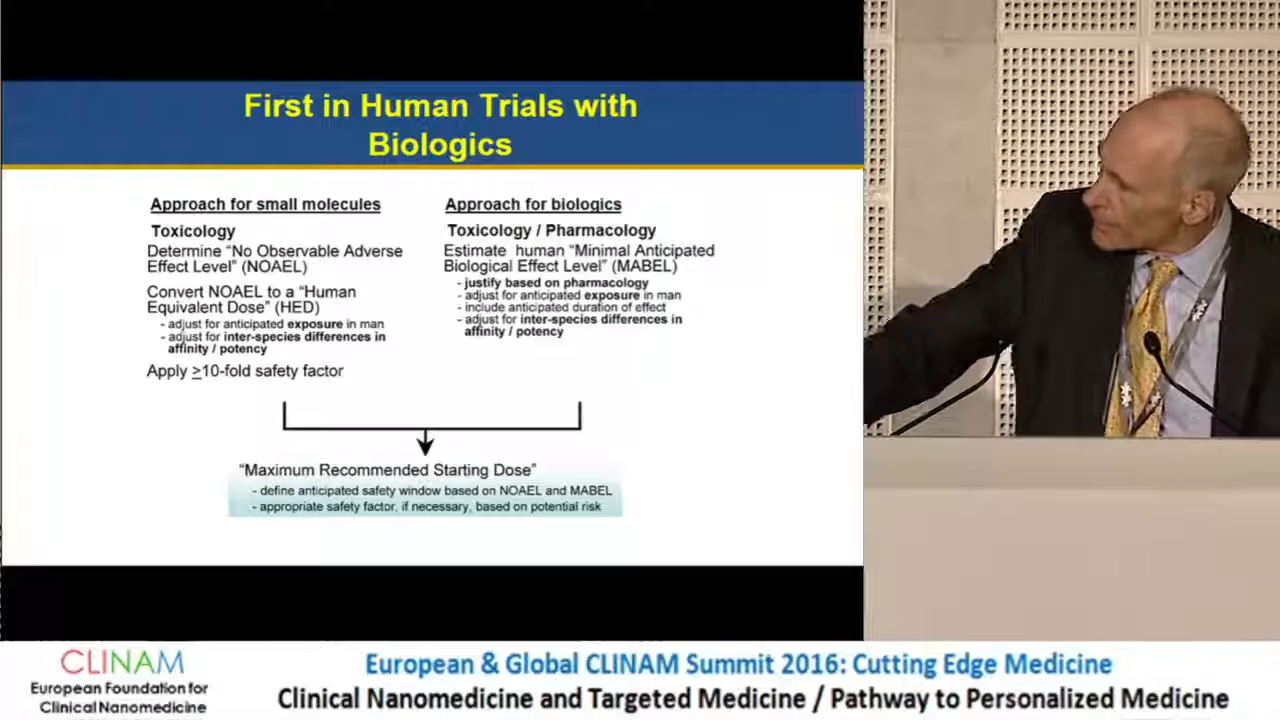 First in Human Trials with
Biologics
Approach for small molecules
Toxicology
Determine “No Observable Adverse
Effect Level” (NOAEL)
Convert NOAEL to a “Human
Equivalent Dose” (HED)
- adjust for anticipated exposure in man
- adjust for inter-species differences in
affinity / potency
Apply ≥10-fold safety factor
Approach for biologics
Toxicology / Pharmacology
Estimate human “Minimal Anticipated
Biological Effect Level” (MABEL)
- justify based on pharmacology
- adjust for anticipated exposure in man
- include anticipated duration of effect
- adjust for inter-species differences in
affinity / potency
“Maximum Recommended Starting Dose”
- define anticipated safety window based on NOAEL and MABEL
- appropriate safety factor, if necessary, based on potential risk
CLINAM
European Foundation for
Clinical Nanomedicine
European & Global CLINAM Summit 2016: Cutting Edge Medicine
Clinical Nanomedicine and Targeted Medicine / Pathway to Personalized Medicine